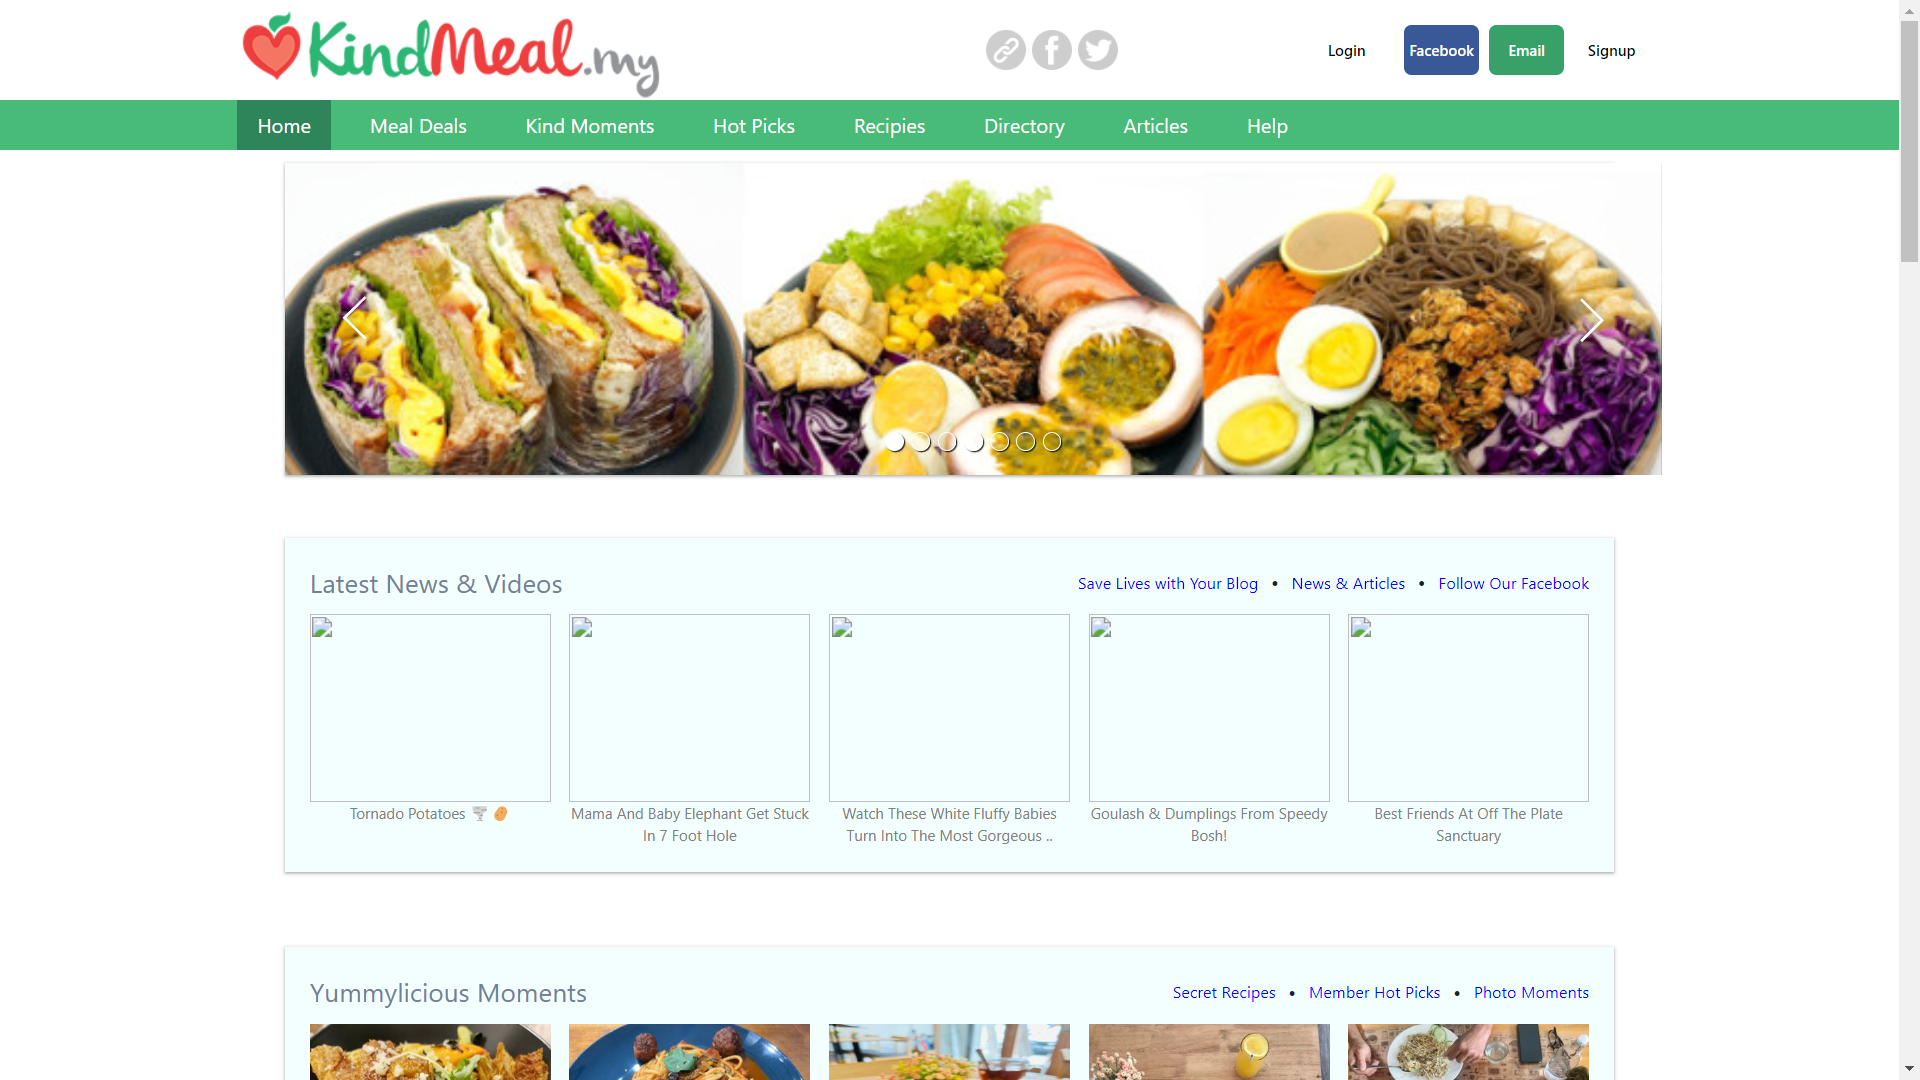 KindMeal.my
Login
Facebook
Email
Signup
Home
Meal Deals
Kind Moments
Hot Picks
Recipies
Directory
Articles
Help
Latest News & Videos
Save Lives with Your Blog • News & Articles • Follow Our Facebook
Tornado Potatoes 🌪 🥔
Mama And Baby Elephant Get Stuck
In 7 Foot Hole
Watch These White Fluffy Babies
Turn Into The Most Gorgeous ..
Goulash & Dumplings From Speedy
Bosh!
Best Friends At Off The Plate
Sanctuary
Yummylicious Moments
Secret Recipes • Member Hot Picks • Photo Moments